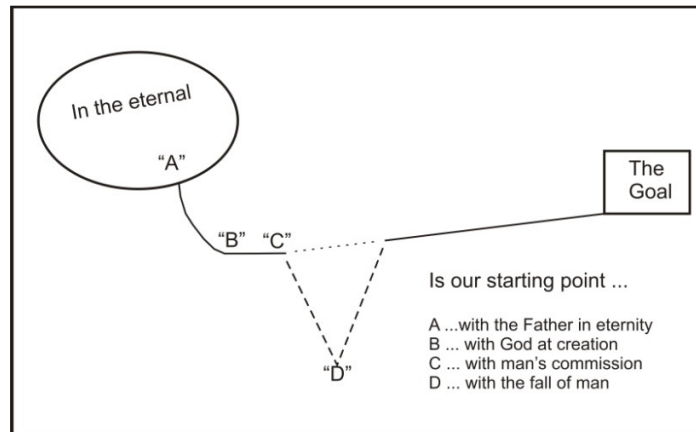 In the eternal
“A”
“B” “C”
“D”
The
Goal
Is our starting point ...
A ...with the Father in eternity
B ... with God at creation
C ... with man’s commission
D ... with the fall of man